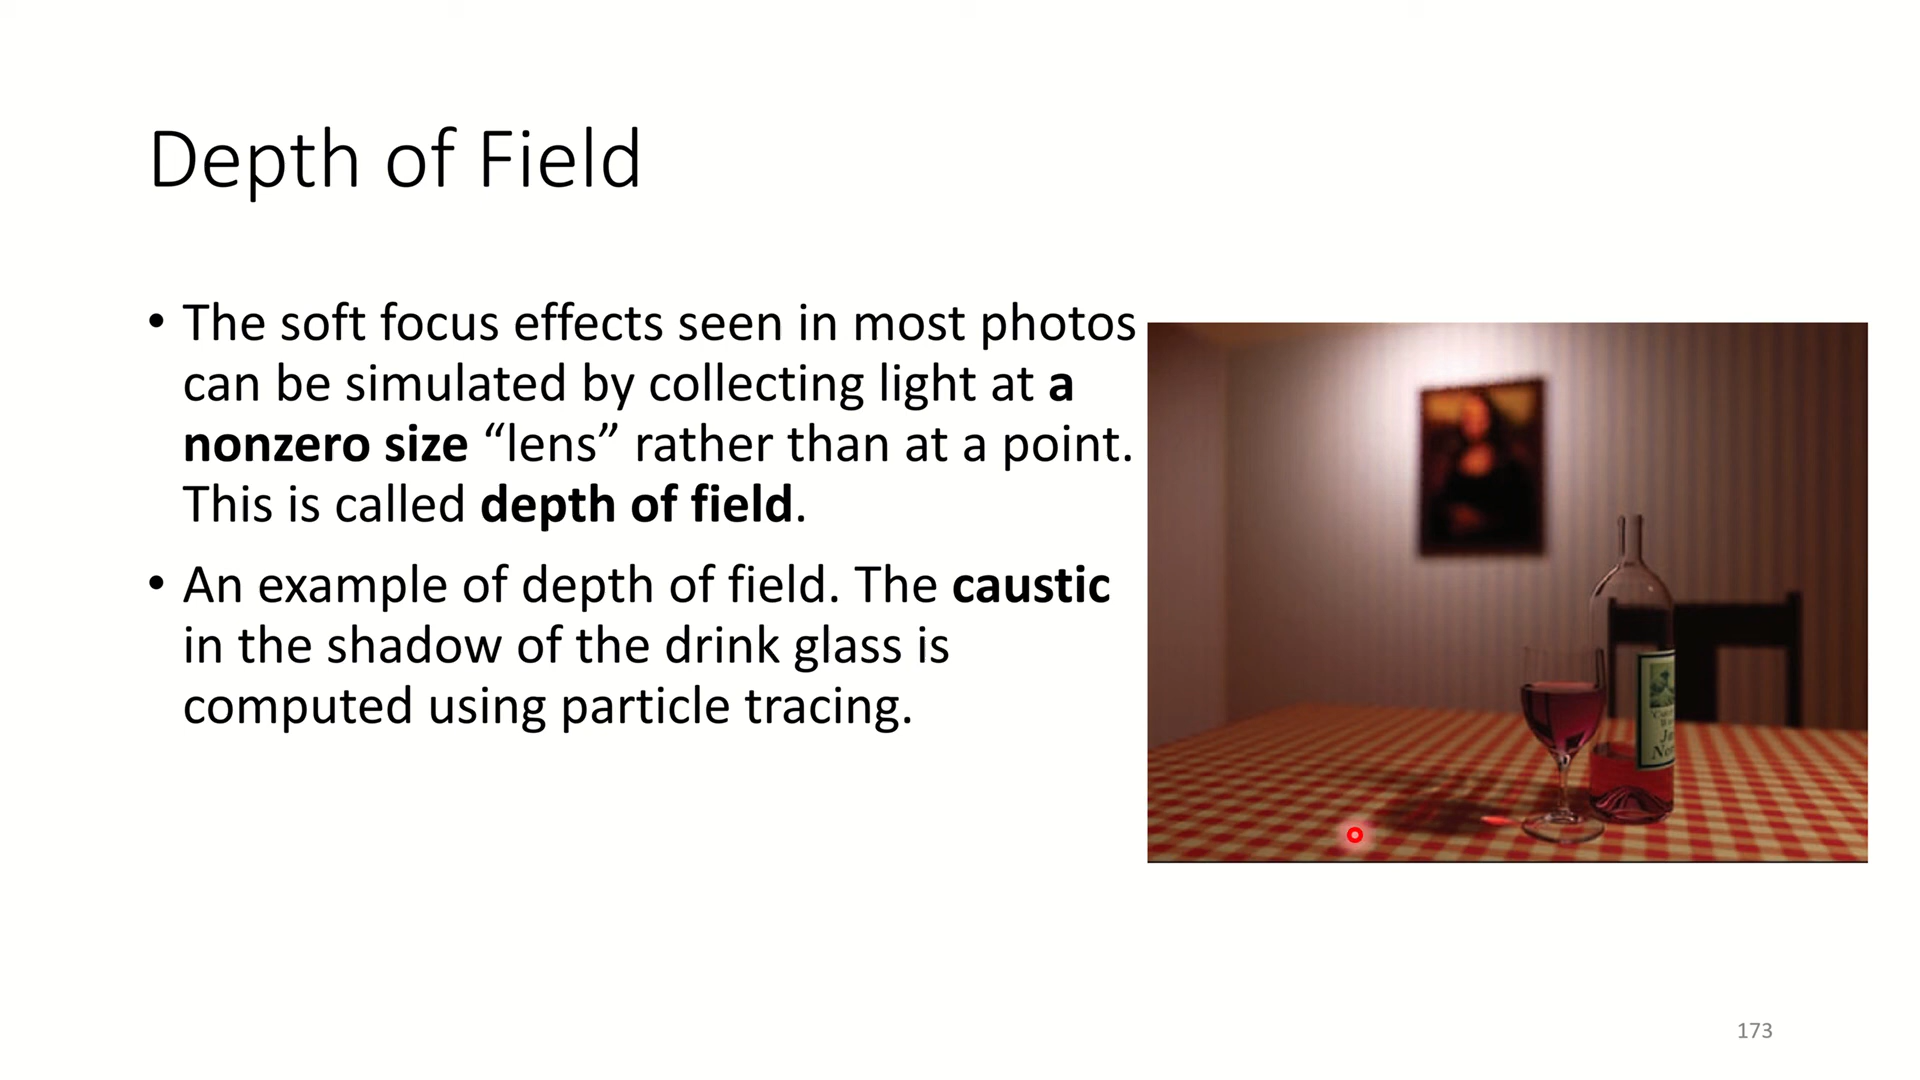 Depth of Field
• The soft focus effects seen in most photos
can be simulated by collecting light at a
nonzero size “lens” rather than at a point.
This is called depth of field.
• An example of depth of field. The caustic
in the shadow of the drink glass is
computed using particle tracing.
173